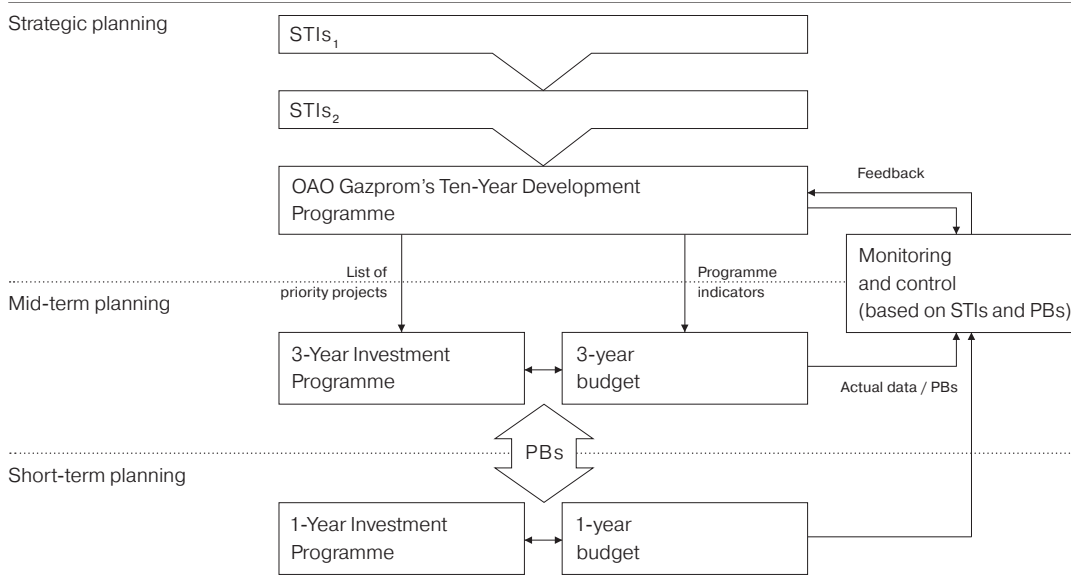 Strategic planning
STIs₁
STIs₂
OAO Gazprom's Ten-Year Development
Programme
Feedback
Monitoring
and control
(based on STIs and PBs)
List of
priority projects
Programme
indicators
Mid-term planning
3-Year Investment
Programme
3-year
budget
Actual data / PBs
PBs
Short-term planning
1-Year Investment
Programme
1-year
budget